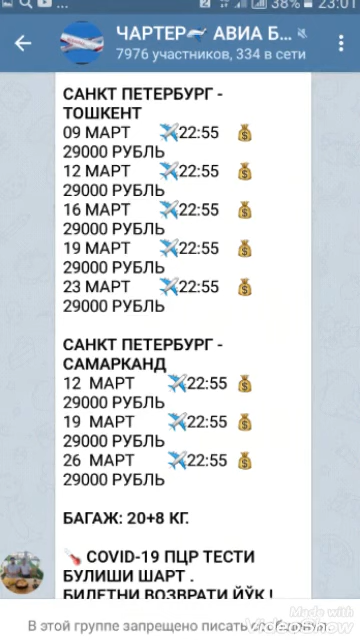 38% 23:01
ЧАРТЕР АВИА Б...
7976 участников, 334 в сети
САНКТ ПЕТЕРБУРГ -
ТОШКЕНТ
09 МАРТ 22:55
29000 РУБЛЬ
12 МАРТ 22:55
29000 РУБЛЬ
16 МАРТ 22:55
29000 РУБЛЬ
19 МАРТ 22:55
29000 РУБЛЬ
23 МАРТ 22:55
29000 РУБЛЬ
САНКТ ПЕТЕРБУРГ -
САМАРКАНД
12 МАРТ 22:55
29000 РУБЛЬ
19 МАРТ 22:55
29000 РУБЛЬ
26 МАРТ 22:55
29000 РУБЛЬ
БАГАЖ: 20+8 КГ.
COVID-19 ПЦР ТЕСТИ
БУЛИШИ ШАРТ .
БИЛЕТНИ ВОЗВРАТИ ЙЎК !
Made with
В этой группе запрещено писать сообщения.